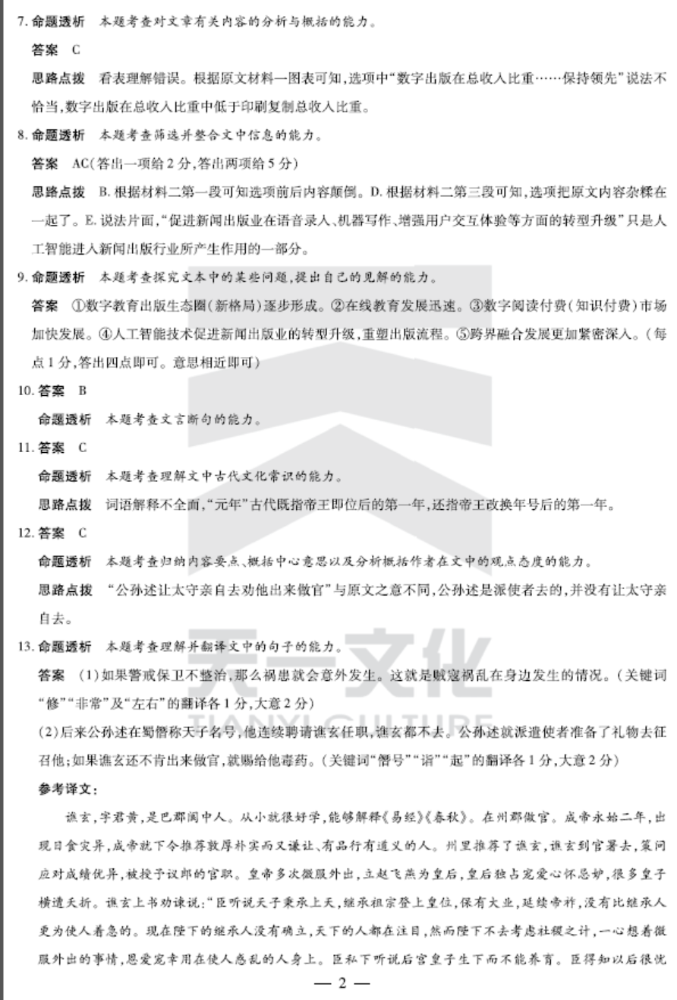 7. 命题透析　本题考查对文章有关内容的分析与概括的能力。
答案　C
思路点拨　看表理解错误。根据原文材料一图表可知,选项中“数字出版在总收入比重……保持领先”说法不
恰当,数字出版在总收入比重中低于印刷复制总收入比重。
8. 命题透析　本题考查筛选并整合文中信息的能力。
答案　AC(答出一项给2分,答出两项给5分)
思路点拨　B. 根据材料二第一段可知选项前后内容颠倒。D. 根据材料二第三段可知,选项把原文内容杂糅在
一起了。E. 说法片面,“促进新闻出版业在语音录入、机器写作、增强用户交互体验等方面的转型升级”只是人
工智能进入新闻出版行业所产生作用的一部分。
9. 命题透析　本题考查探究文本中的某些问题,提出自己的见解的能力。
答案　①数字教育出版生态圈(新格局)逐步形成。②在线教育发展迅速。③数字阅读付费(知识付费)市场
加快发展。④人工智能技术促进新闻出版业的转型升级,重塑出版流程。⑤跨界融合发展更加紧密深入。(每
点1分,答出四点即可。意思相近即可)
10. 答案　B
命题透析　本题考查文言断句的能力。
11. 答案　C
命题透析　本题考查理解文中古代文化常识的能力。
思路点拨　词语解释不全面,“元年”古代既指帝王即位后的第一年,还指帝王改换年号后的第一年。
12. 答案　C
命题透析　本题考查归纳内容要点、概括中心意思以及分析概括作者在文中的观点态度的能力。
思路点拨　“公孙述让太守亲自去劝他出来做官”与原文之意不同,公孙述是派使者去的,并没有让太守亲
自去。
13. 命题透析　本题考查理解并翻译文中的句子的能力。
答案　(1)如果警戒保卫不整治,那么祸患就会意外发生。这就是贼寇祸乱在身边发生的情况。(关键词
“修”“非常”及“左右”的翻译各1分,大意2分)
(2)后来公孙述在蜀僭称天子名号,他连续聘请谯玄任职,谯玄都不去。公孙述就派遣使者准备了礼物去征
召他;如果谯玄还不肯出来做官,就赐给他毒药。(关键词“僭号”“诣”“起”的翻译各1分,大意2分)
参考译文:
谯玄,字君黄,是巴郡阆中人。从小就很好学,能够解释《易经》《春秋》。在州郡做官。成帝永始二年,出
现日食灾异,成帝就下令推荐敦厚朴实而又谦让、有品行有道义的人。州里推荐了谯玄,谯玄到官署去,策问
应对成绩优异,被授予议郎的官职。皇帝多次微服外出,立赵飞燕为皇后,皇后独占宠爱心怀忌妒,很多皇子
横遭夭折。谯玄上书劝谏说:“臣听说天子秉承上天,继承祖宗登上皇位,保有大业,延续帝祚,没有比继承人
更为使人着急的。现在陛下的继承人没有确立,天下的人都在注目,然而陛下不去考虑社稷之计,一心想着微
服外出的事情,恩爱宠幸用在使人惑乱的人身上。臣私下听说后宫皇子生下而不能养育。臣得知以后很忧
天一文化
TIANYI CULTURE
— 2 —